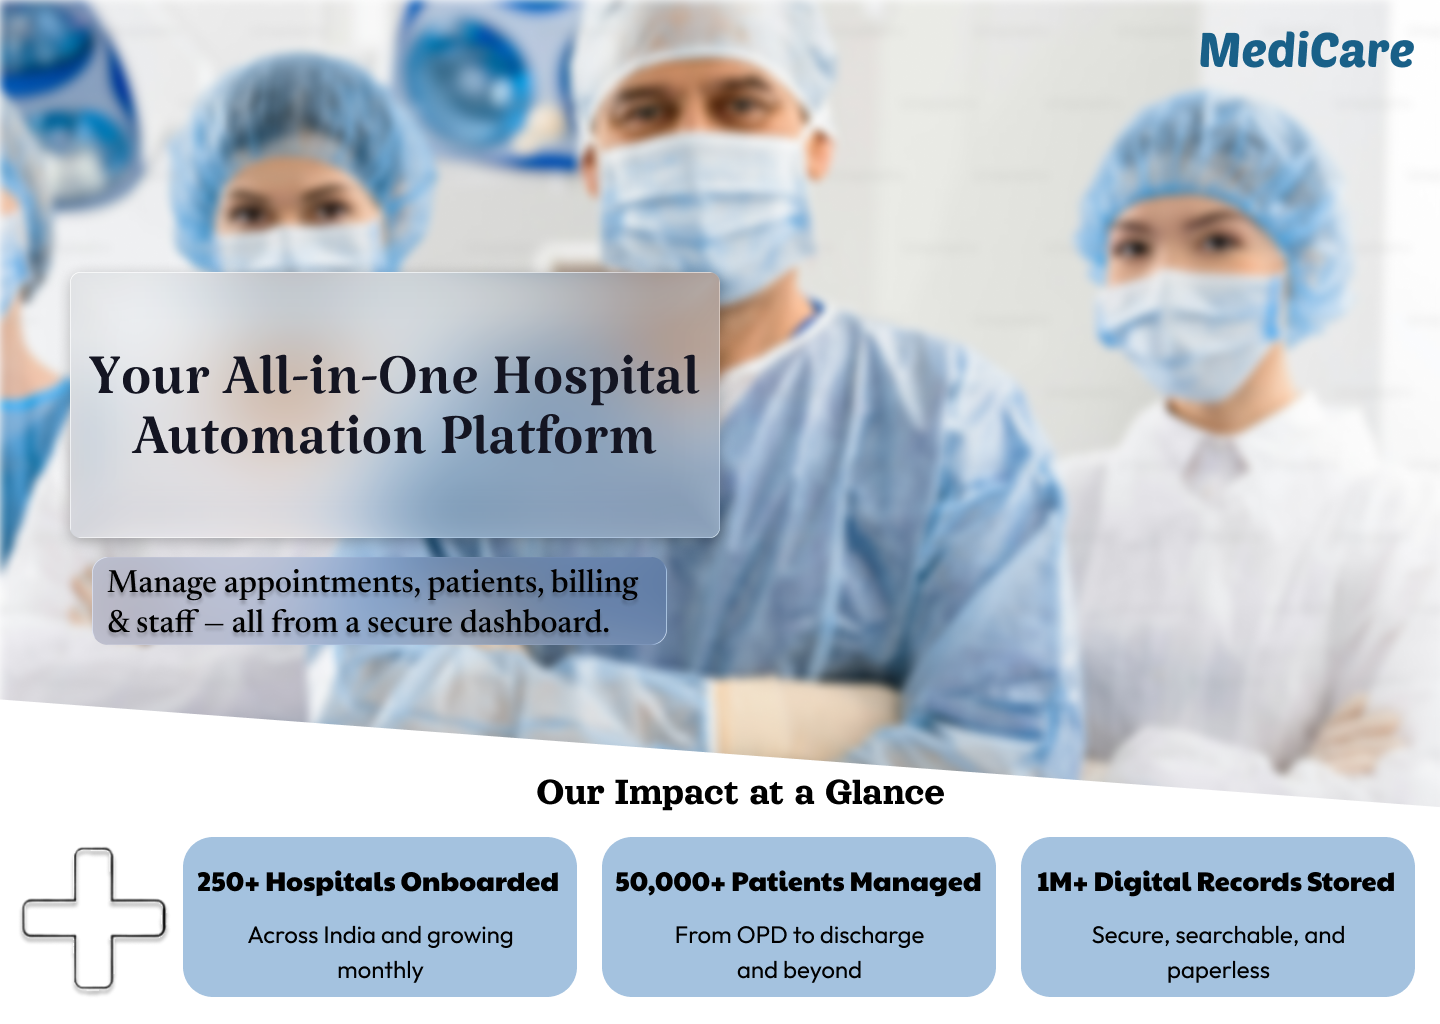 MediCare
Your All-in-One Hospital
Automation Platform
Manage appointments, patients, billing
& staff – all from a secure dashboard.
Our Impact at a Glance
250+ Hospitals Onboarded
Across India and growing
monthly
50,000+ Patients Managed
From OPD to discharge
and beyond
1M+ Digital Records Stored
Secure, searchable, and
paperless